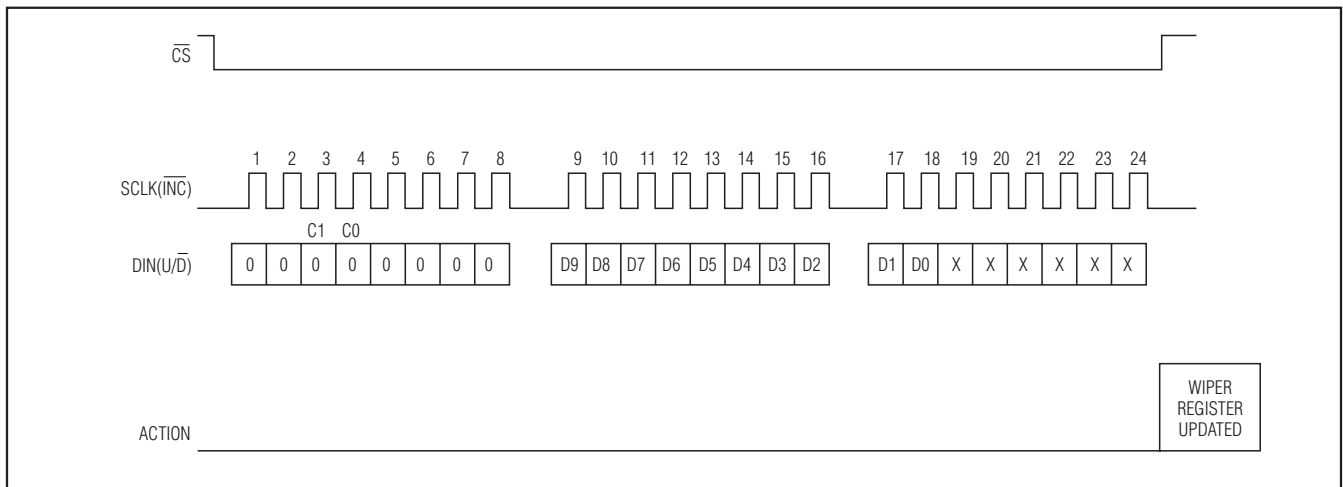 C̅S̅
1 2 3 4 5 6 7 8 9 10 11 12 13 14 15 16 17 18 19 20 21 22 23 24
SCLK(I̅N̅C̅)
C1 C0
DIN(U/D̅) 0 0 0 0 0 0 0 0 D9 D8 D7 D6 D5 D4 D3 D2 D1 D0 X X X X X X
WIPER
REGISTER
UPDATED
ACTION